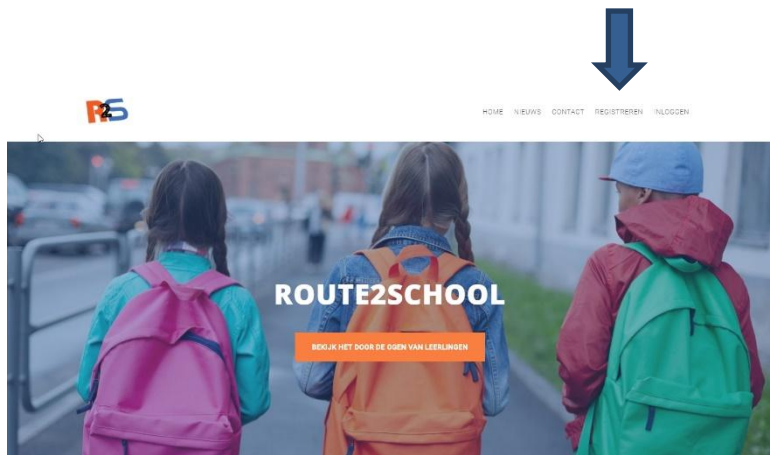 R2S
HOME NIEUWS CONTACT REGISTREREN INLOGGEN
ROUTE2SCHOOL
BEKIJK HET DOOR DE OGEN VAN LEERLINGEN